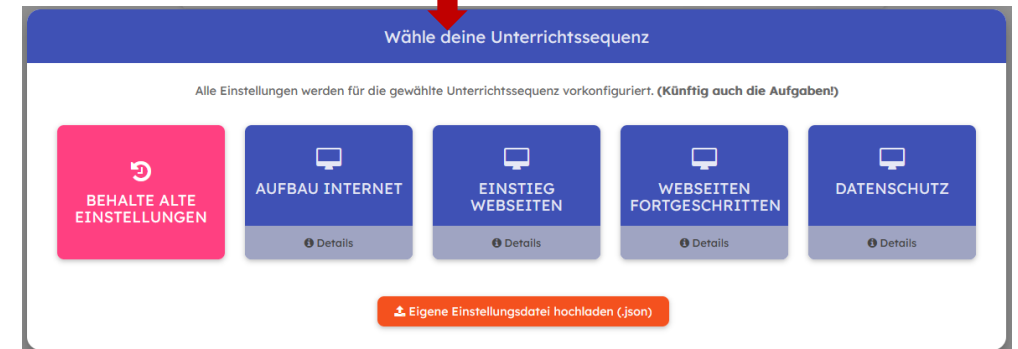 Wähle deine Unterrichtssequenz
Alle Einstellungen werden für die gewählte Unterrichtssequenz vorkonfiguriert. (Künftig auch die Aufgaben!)
BEHALTE ALTE
EINSTELLUNGEN
AUFBAU INTERNET
Details
EINSTIEG
WEBSEITEN
Details
WEBSEITEN
FORTGESCHRITTEN
Details
DATENSCHUTZ
Details
Eigene Einstellungsdatei hochladen (.json)